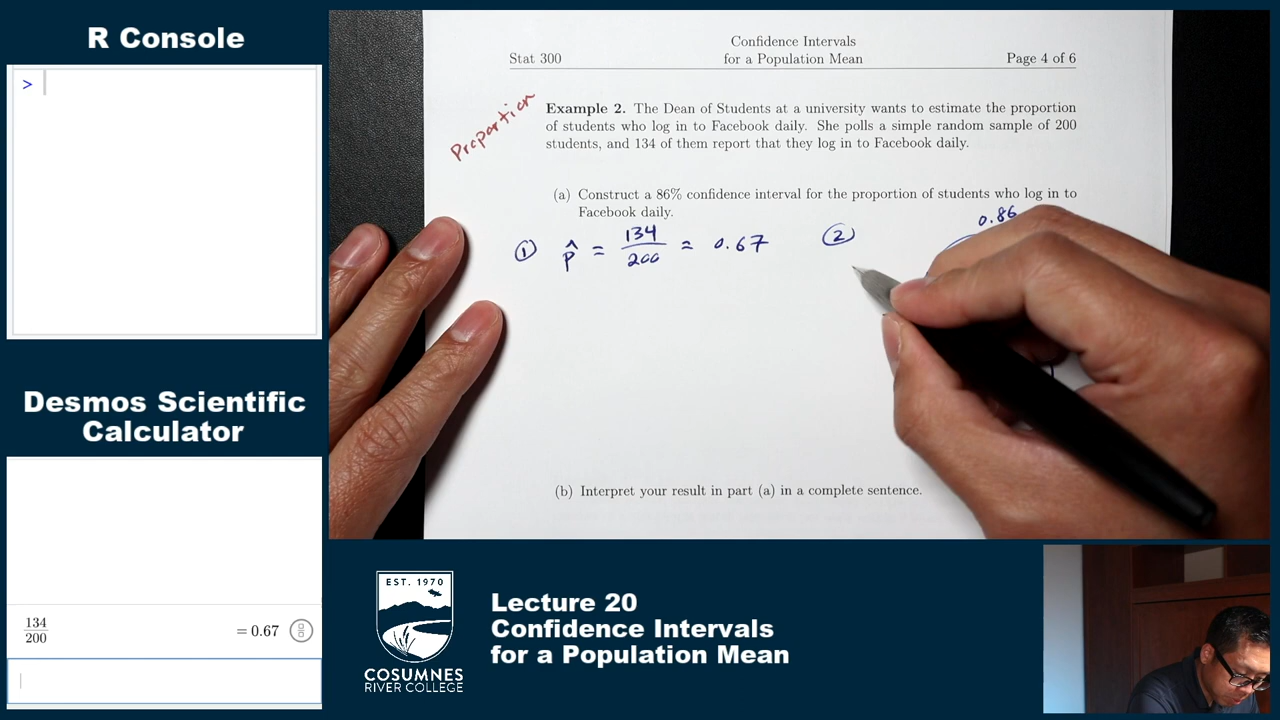 R Console
>
Desmos Scientific
Calculator
134
200
= 0.67
Stat 300
Confidence Intervals
for a Population Mean
Page 4 of 6
Proportion
Example 2. The Dean of Students at a university wants to estimate the proportion
of students who log in to Facebook daily. She polls a simple random sample of 200
students, and 134 of them report that they log in to Facebook daily.
(a) Construct a 86% confidence interval for the proportion of students who log in to
Facebook daily.
① p̂ = 134/200 = 0.67
②
0.86
(b) Interpret your result in part (a) in a complete sentence.
EST. 1970
COSUMNES
RIVER COLLEGE
Lecture 20
Confidence Intervals
for a Population Mean